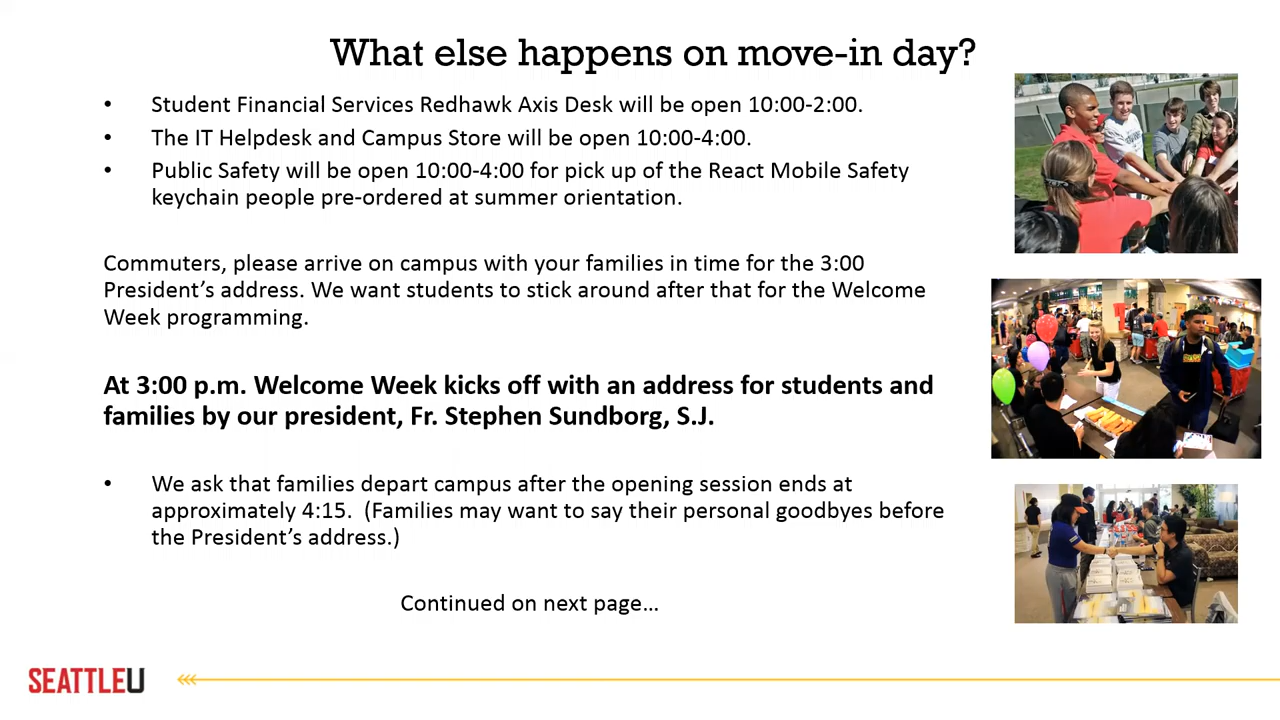 What else happens on move-in day?
• Student Financial Services Redhawk Axis Desk will be open 10:00-2:00.
• The IT Helpdesk and Campus Store will be open 10:00-4:00.
• Public Safety will be open 10:00-4:00 for pick up of the React Mobile Safety
keychain people pre-ordered at summer orientation.
Commuters, please arrive on campus with your families in time for the 3:00
President’s address. We want students to stick around after that for the Welcome
Week programming.
At 3:00 p.m. Welcome Week kicks off with an address for students and
families by our president, Fr. Stephen Sundborg, S.J.
• We ask that families depart campus after the opening session ends at
approximately 4:15.  (Families may want to say their personal goodbyes before
the President’s address.)
Continued on next page…
SEATTLEU